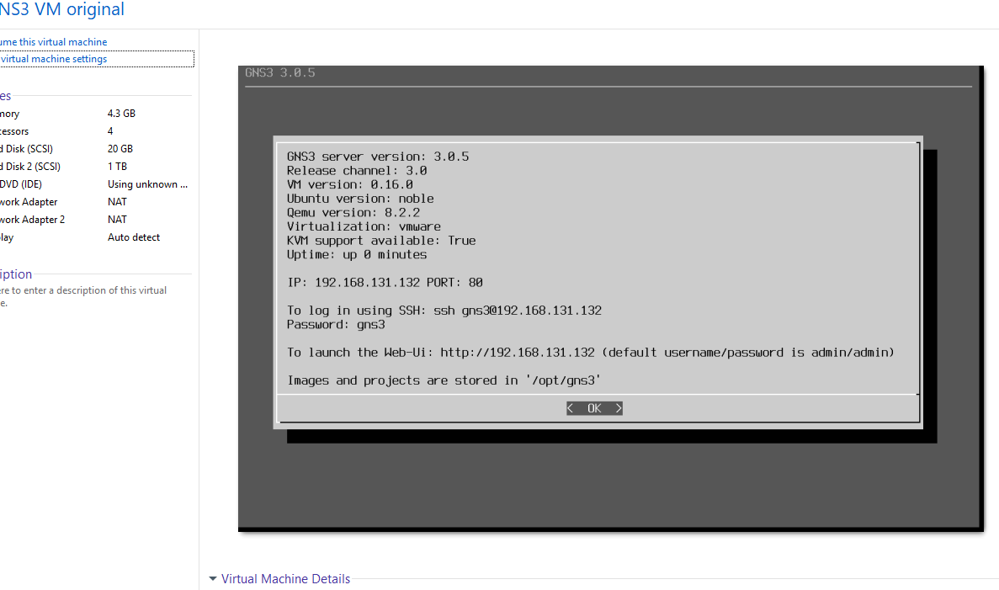 NS3 VM original
ume this virtual machine
virtual machine settings
es
mory 4.3 GB
cessors 4
d Disk (SCSI) 20 GB
d Disk 2 (SCSI) 1 TB
DVD (IDE) Using unknown ...
work Adapter NAT
work Adapter 2 NAT
lay Auto detect
iption
ere to enter a description of this virtual
e.
GNS3 3.0.5
GNS3 server version: 3.0.5
Release channel: 3.0
VM version: 0.16.0
Ubuntu version: noble
Qemu version: 8.2.2
Virtualization: vmware
KVM support available: True
Uptime: up 0 minutes
IP: 192.168.131.132 PORT: 80
To log in using SSH: ssh gns3@192.168.131.132
Password: gns3
To launch the Web-Ui: http://192.168.131.132 (default username/password is admin/admin)
Images and projects are stored in '/opt/gns3'
< OK >
Virtual Machine Details